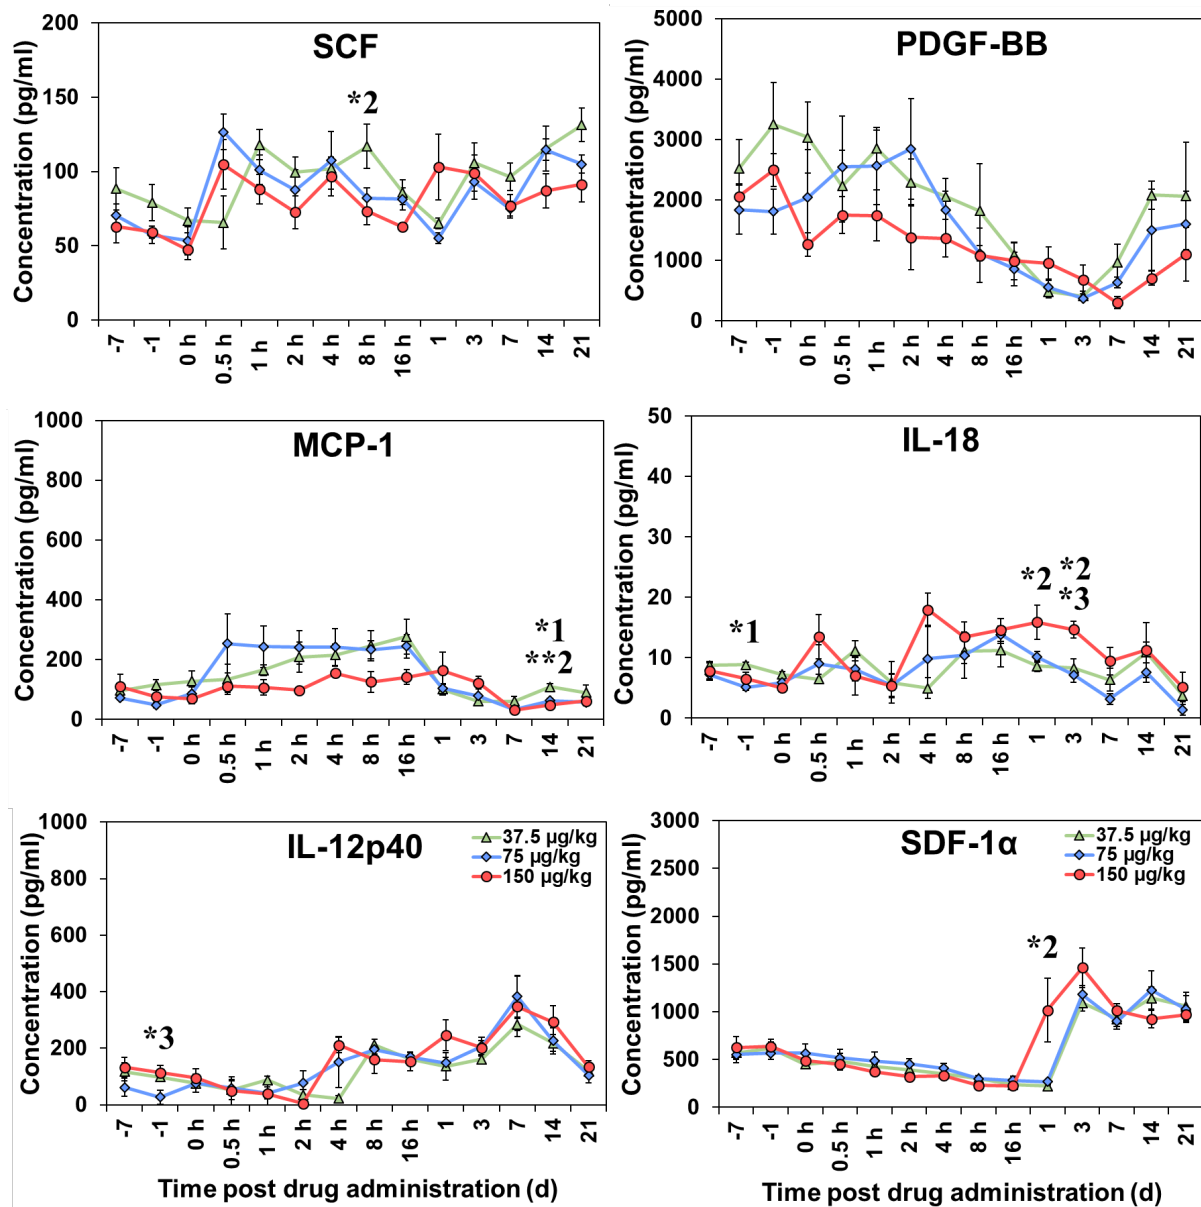 SCF
Concentration (pg/ml)
200
150
100
50
0
*2
-7 -1 0 h 0.5 h 1 h 2 h 4 h 8 h 16 h 1 3 7 14 21
PDGF-BB
Concentration (pg/ml)
5000
4000
3000
2000
1000
0
-7 -1 0 h 0.5 h 1 h 2 h 4 h 8 h 16 h 1 3 7 14 21
MCP-1
Concentration (pg/ml)
1000
800
600
400
200
0
*1
**2
-7 -1 0 h 0.5 h 1 h 2 h 4 h 8 h 16 h 1 3 7 14 21
IL-18
Concentration (pg/ml)
50
40
30
20
10
0
*1
*2
*2
*3
-7 -1 0 h 0.5 h 1 h 2 h 4 h 8 h 16 h 1 3 7 14 21
IL-12p40
Concentration (pg/ml)
1000
800
600
400
200
0
37.5 µg/kg
75 µg/kg
150 µg/kg
*3
-7 -1 0 h 0.5 h 1 h 2 h 4 h 8 h 16 h 1 3 7 14 21
Time post drug administration (d)
SDF-1α
Concentration (pg/ml)
3000
2500
2000
1500
1000
500
0
37.5 µg/kg
75 µg/kg
150 µg/kg
*2
-7 -1 0 h 0.5 h 1 h 2 h 4 h 8 h 16 h 1 3 7 14 21
Time post drug administration (d)